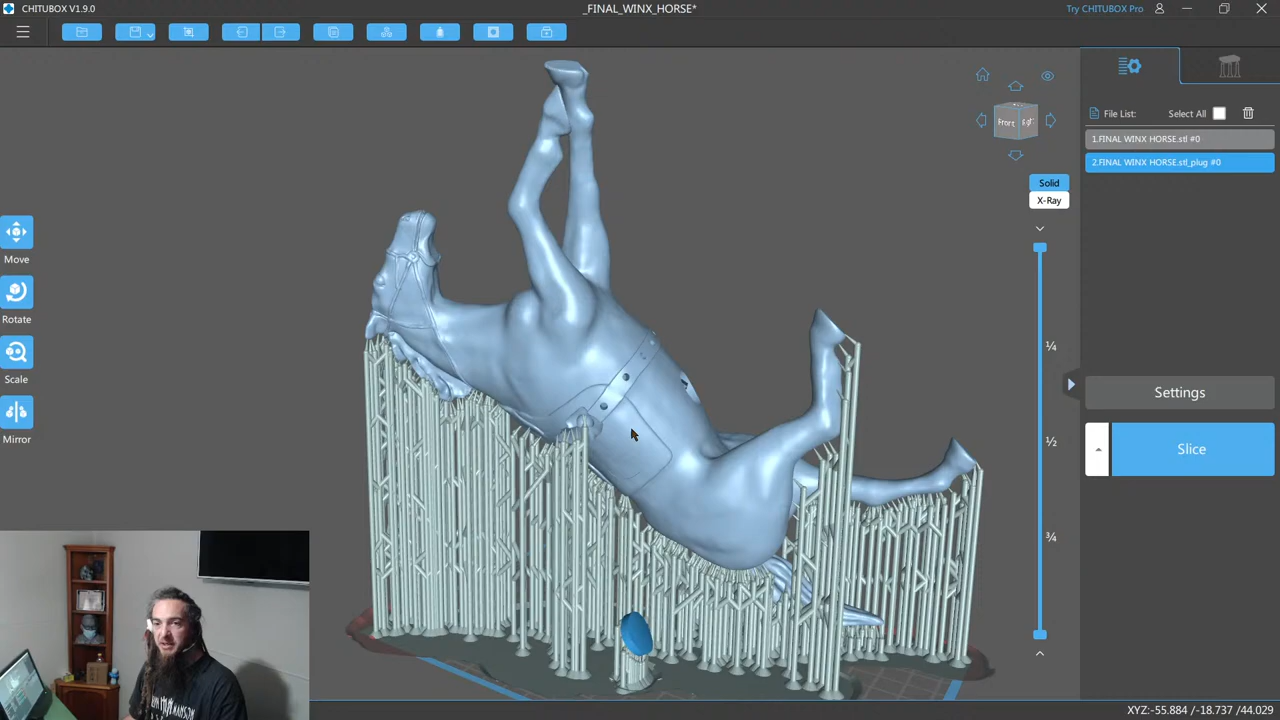 CHITUBOX V1.9.0
_FINAL_WINX_HORSE*
Try CHITUBOX Pro
File List:
Select All
1.FINAL WINX HORSE.stl #0
2.FINAL WINX HORSE.stl_plug #0
Front
Solid
X-Ray
Move
Rotate
Scale
Mirror
¼
½
¾
Settings
Slice
XYZ:-55.884 /-18.737 /44.029